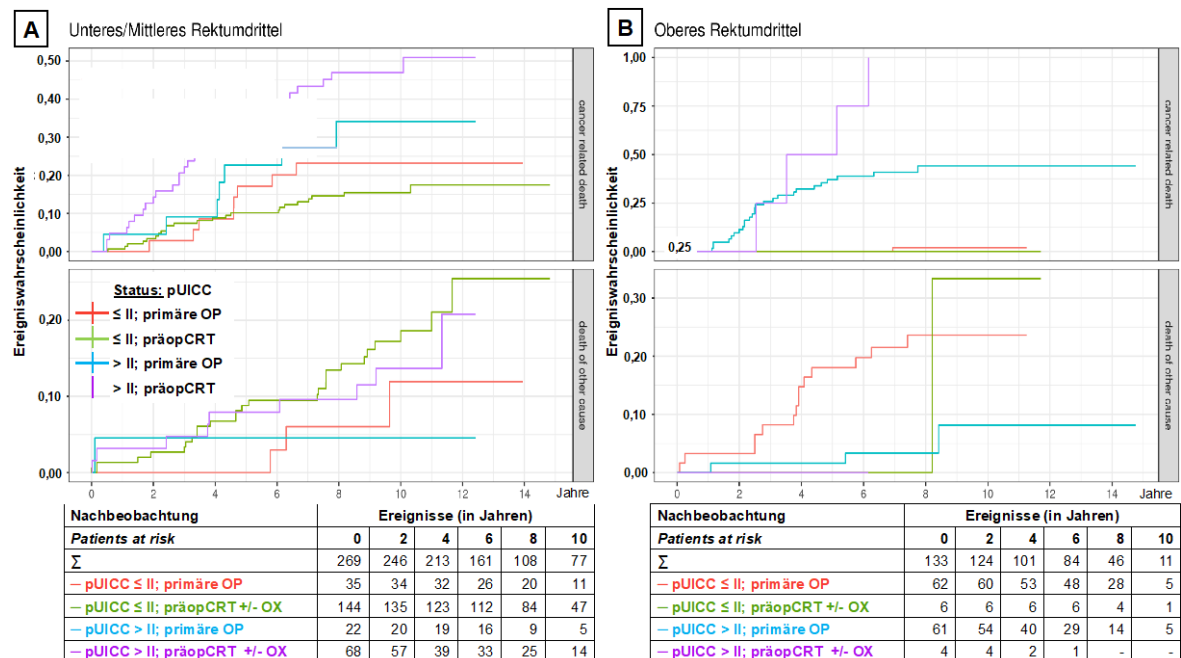 A Unteres/Mittleres Rektumdrittel
Ereigniswahrscheinlichkeit
0,50
0,40
0,30
0,20
0,10
0,00
cancer related death
0,20
0,10
0,00
death of other cause
Status: pUICC
≤ II; primäre OP
≤ II; präopCRT
> II; primäre OP
> II; präopCRT
0 2 4 6 8 10 12 14 Jahre
Nachbeobachtung Ereignisse (in Jahren)
Patients at risk 0 2 4 6 8 10
Σ 269 246 213 161 108 77
— pUICC ≤ II; primäre OP 35 34 32 26 20 11
— pUICC ≤ II; präopCRT +/- OX 144 135 123 112 84 47
— pUICC > II; primäre OP 22 20 19 16 9 5
— pUICC > II; präopCRT +/- OX 68 57 39 33 25 14
B Oberes Rektumdrittel
Ereigniswahrscheinlichkeit
1,00
0,75
0,50
0,25
0,00
0,25
cancer related death
0,30
0,20
0,10
0,00
death of other cause
0 2 4 6 8 10 12 14 Jahre
Nachbeobachtung Ereignisse (in Jahren)
Patients at risk 0 2 4 6 8 10
Σ 133 124 101 84 46 11
— pUICC ≤ II; primäre OP 62 60 53 48 28 5
— pUICC ≤ II; präopCRT +/- OX 6 6 6 6 4 1
— pUICC > II; primäre OP 61 54 40 29 14 5
— pUICC > II; präopCRT +/- OX 4 4 2 1 - -